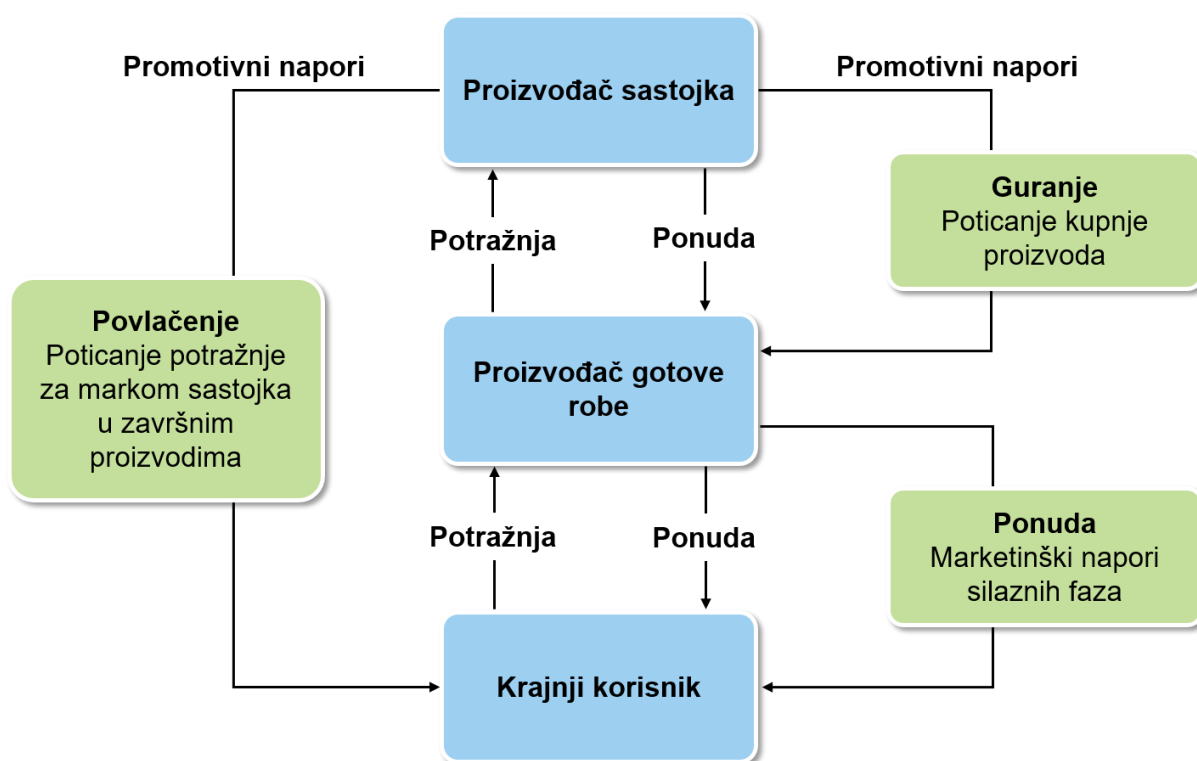 Promotivni napori
Proizvođač sastojka
Promotivni napori
Guranje
Poticanje kupnje
proizvoda
Potražnja
Ponuda
Povlačenje
Poticanje potražnje
za markom sastojka
u završnim
proizvodima
Proizvođač gotove
robe
Potražnja
Ponuda
Ponuda
Marketinški napori
silaznih faza
Krajnji korisnik